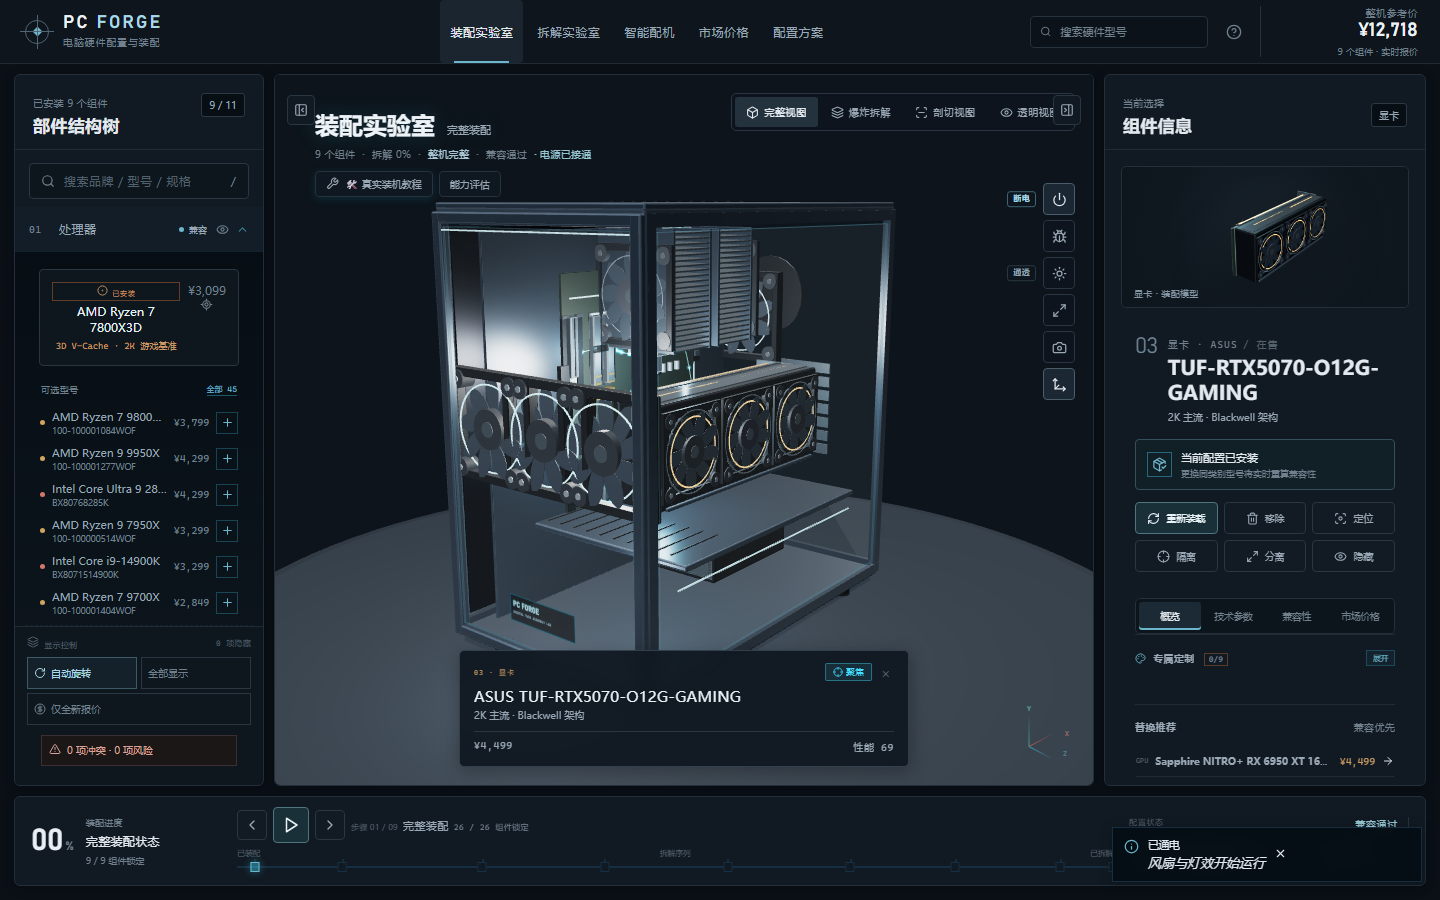 PC FORGE
电脑硬件配置与装配
装配实验室
拆解实验室
智能配机
市场价格
配置方案
搜索硬件型号
整机参考价
¥12,718
9 个组件 · 实时报价
已安装 9 个组件
部件结构树
9 / 11
搜索品牌 / 型号 / 规格
/
01 处理器
兼容
已安装
¥3,099
AMD Ryzen 7
7800X3D
3D V-Cache · 2K 游戏基准
可选型号
全部 45
AMD Ryzen 7 9800...
100-100001084WOF
¥3,799
AMD Ryzen 9 9950X
100-100001277WOF
¥4,299
Intel Core Ultra 9 28...
BX80768285K
¥4,299
AMD Ryzen 9 7950X
100-100000514WOF
¥3,299
Intel Core i9-14900K
BX8071514900K
¥3,299
AMD Ryzen 7 9700X
100-100001404WOF
¥2,849
显示控制
0 项隐藏
自动旋转
全部显示
仅全新报价
0 项冲突 · 0 项风险
装配实验室
完整装配
9 个组件 · 拆解 0% · 整机完整 · 兼容通过 · 电源已接通
真实装机教程
能力评估
完整视图
爆炸拆解
剖切视图
透明视图
断电
通透
PC FORGE
03 · 显卡
聚焦
ASUS TUF-RTX5070-O12G-GAMING
2K 主流 · Blackwell 架构
¥4,499
性能 69
Y
X
Z
当前选择
组件信息
显卡
显卡 · 装配模型
03 显卡 · ASUS / 在售
TUF-RTX5070-O12G-
GAMING
2K 主流 · Blackwell 架构
当前配置已安装
更换同类别型号将实时重算兼容性
重新装载
移除
定位
隔离
分离
隐藏
概览
技术参数
兼容性
市场价格
专属定制 0/9
展开
替换推荐
兼容优先
GPU Sapphire NITRO+ RX 6950 XT 16... ¥4,499
00%
装配进度
完整装配状态
9 / 9 组件锁定
步骤 01 / 09 完整装配 26 / 26 组件锁定
已装配
拆解序列
已拆解
配置状态
兼容通过
已通电
风扇与灯效开始运行